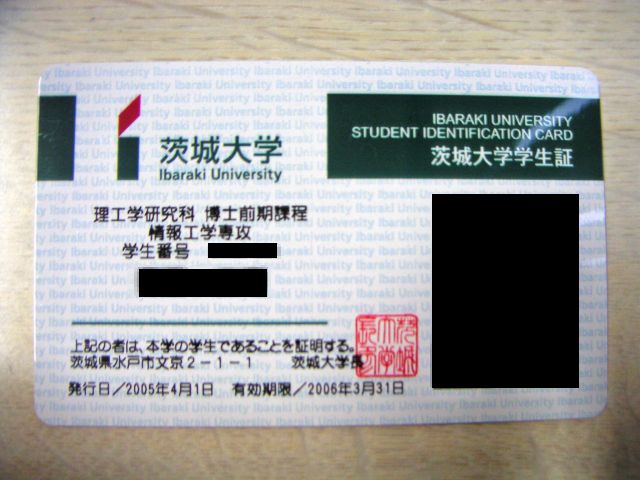 茨城大学
Ibaraki University
IBARAKI UNIVERSITY
STUDENT IDENTIFICATION CARD
茨城大学学生証
理工学研究科 博士前期課程
情報工学専攻
学生番号
上記の者は、本学の学生であることを証明する。
茨城県水戸市文京2-1-1 茨城大学長
発行日/2005年4月1日 有効期限/2006年3月31日